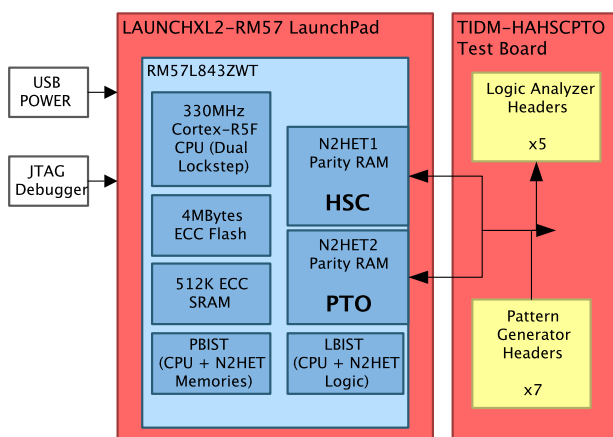 LAUNCHXL2-RM57 LaunchPad
TIDM-HAHSCPTO
Test Board
USB
POWER
JTAG
Debugger
RM57L843ZWT
330MHz
Cortex-R5F
CPU (Dual
Lockstep)
4MBytes
ECC Flash
512K ECC
SRAM
PBIST
(CPU + N2HET
Memories)
N2HET1
Parity RAM
HSC
N2HET2
Parity RAM
PTO
LBIST
(CPU + N2HET
Logic)
Logic Analyzer
Headers
x5
Pattern
Generator
Headers
x7